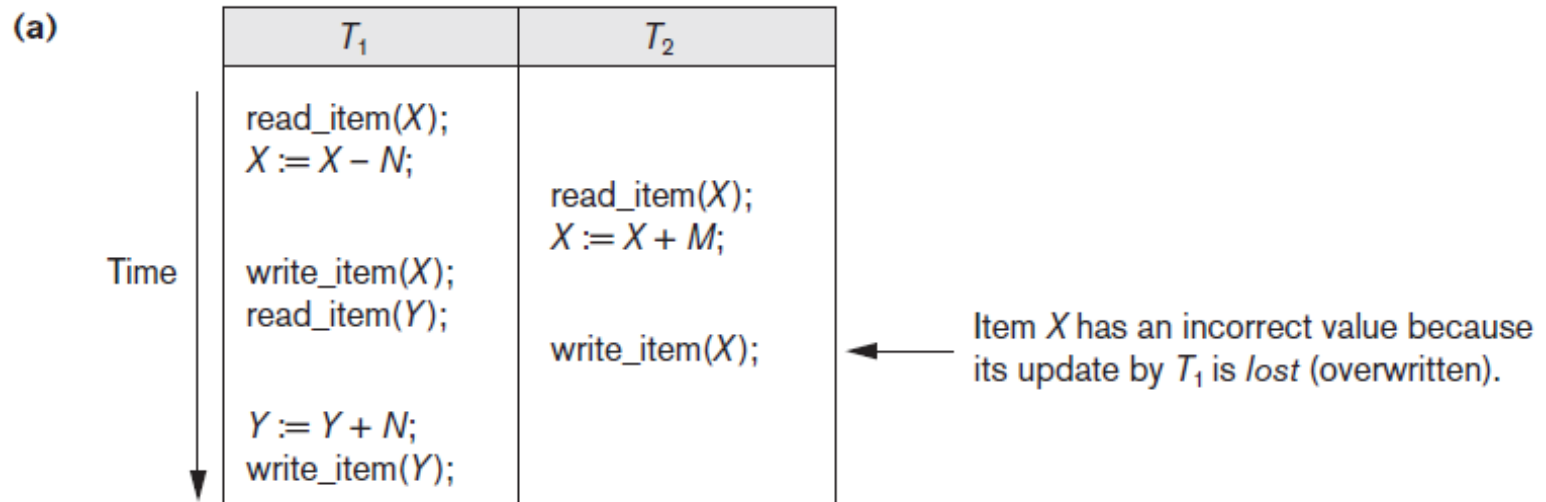 (a)
T1 T2
read_item(X);
X := X – N;
read_item(X);
X := X + M;
Time
write_item(X);
read_item(Y);
write_item(X);
Item X has an incorrect value because
its update by T1 is lost (overwritten).
Y := Y + N;
write_item(Y);